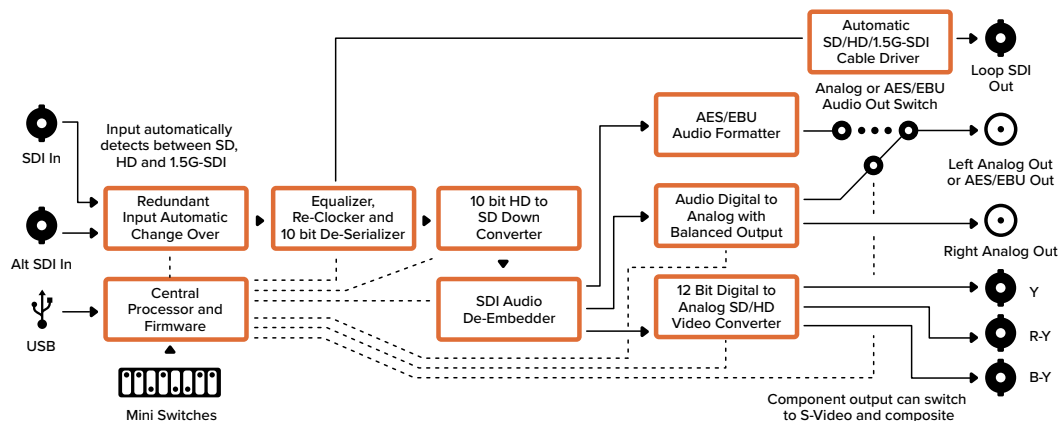 Automatic
SD/HD/1.5G-SDI
Cable Driver
Loop SDI
Out
Analog or AES/EBU
Audio Out Switch
SDI In
Input automatically
detects between SD,
HD and 1.5G-SDI
AES/EBU
Audio Formatter
Left Analog Out
or AES/EBU Out
Alt SDI In
Redundant
Input Automatic
Change Over
Equalizer,
Re-Clocker and
10 bit De-Serializer
10 bit HD to
SD Down
Converter
Audio Digital to
Analog with
Balanced Output
Right Analog Out
USB
Central
Processor and
Firmware
SDI Audio
De-Embedder
12 Bit Digital to
Analog SD/HD
Video Converter
Y
R-Y
B-Y
Mini Switches
Component output can switch
to S-Video and composite